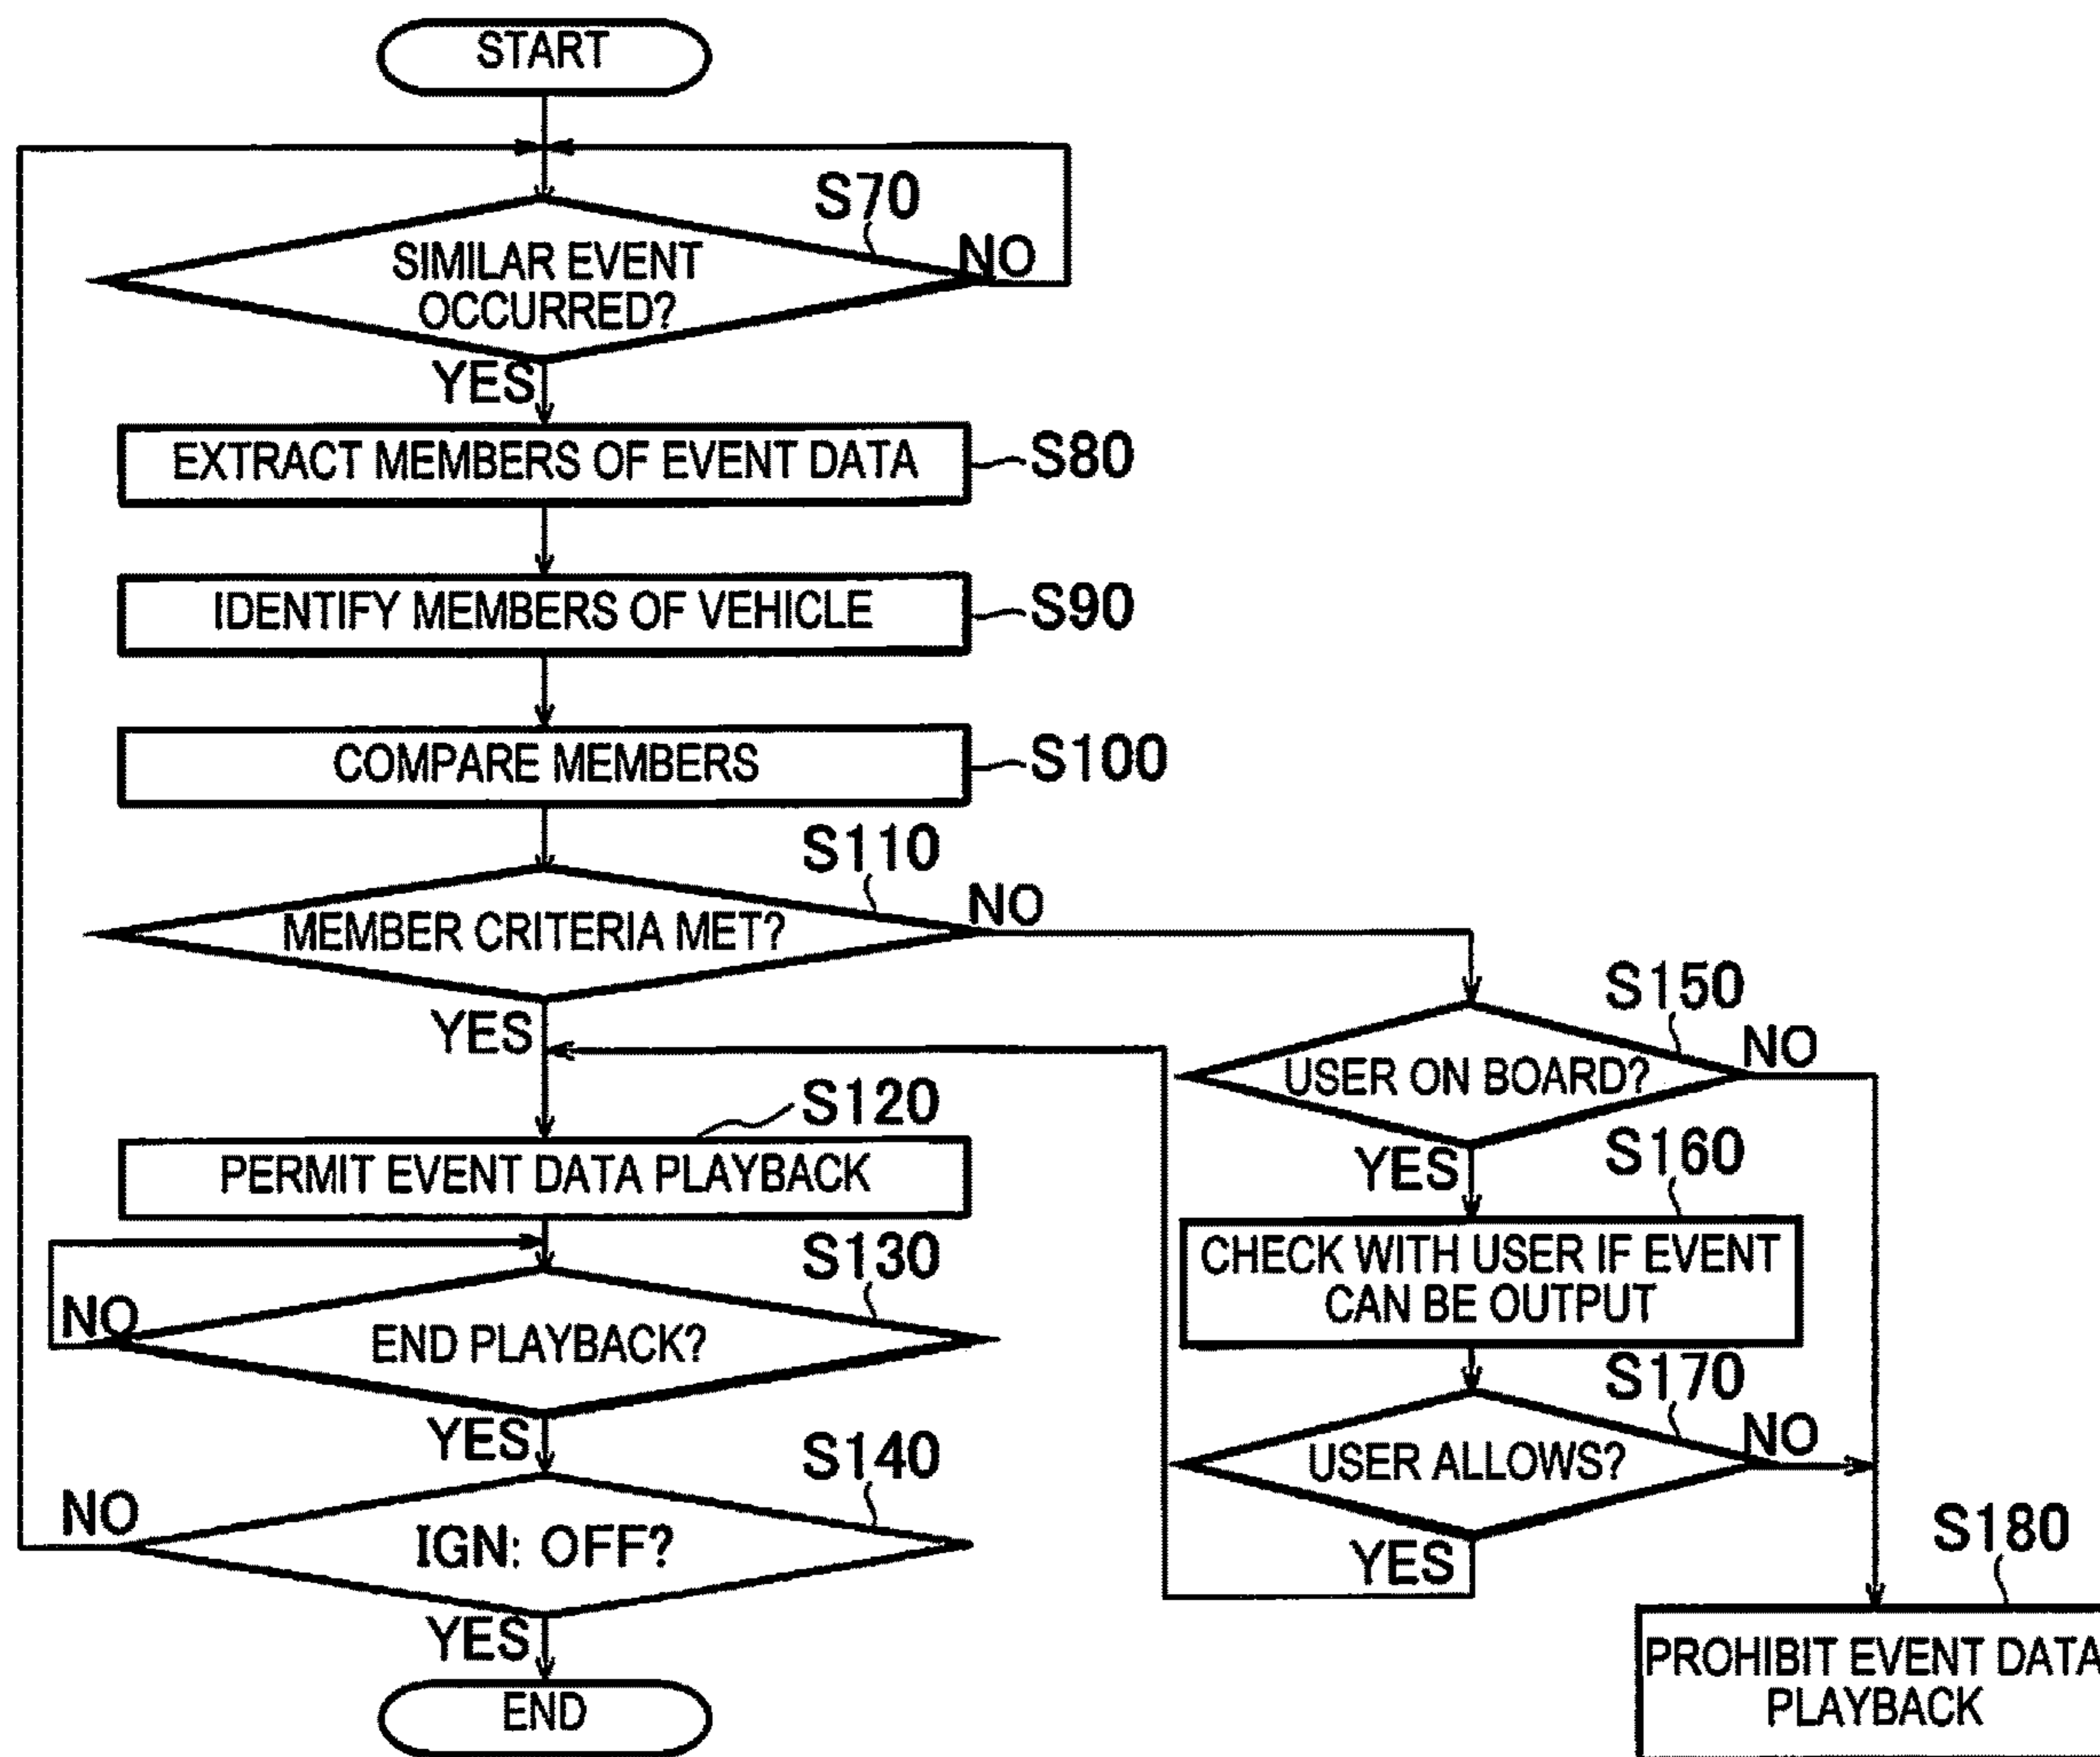 START
S70
SIMILAR EVENT
OCCURRED?
NO
YES
EXTRACT MEMBERS OF EVENT DATA
S80
IDENTIFY MEMBERS OF VEHICLE
S90
COMPARE MEMBERS
S100
S110
MEMBER CRITERIA MET?
NO
YES
S120
PERMIT EVENT DATA PLAYBACK
S130
NO
END PLAYBACK?
YES
S140
NO
IGN: OFF?
YES
END
S150
USER ON BOARD?
NO
YES
S160
CHECK WITH USER IF EVENT
CAN BE OUTPUT
S170
USER ALLOWS?
NO
YES
S180
PROHIBIT EVENT DATA
PLAYBACK